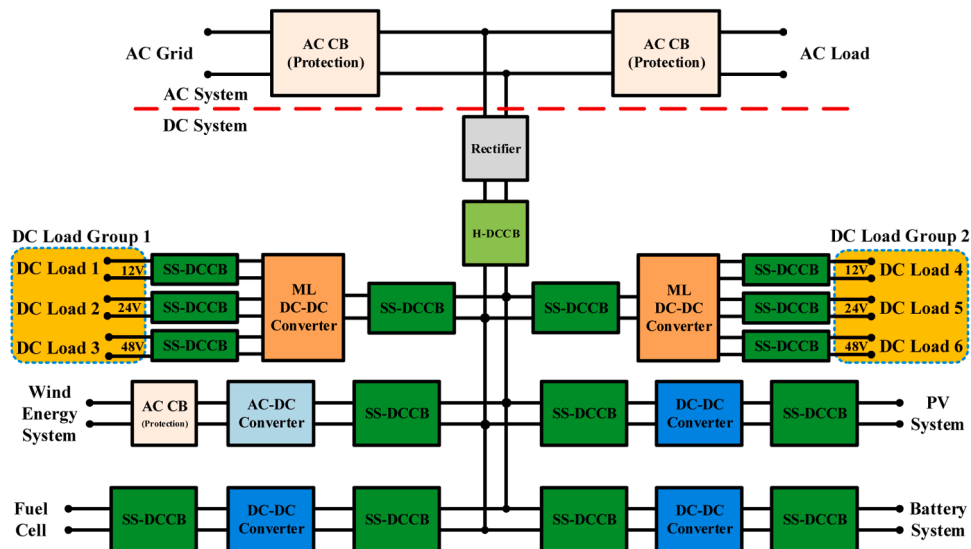 AC Grid
AC CB
(Protection)
AC CB
(Protection)
AC Load
AC System
DC System
Rectifier
H-DCCB
DC Load Group 1
DC Load 1
12V
SS-DCCB
DC Load 2
24V
SS-DCCB
DC Load 3
48V
SS-DCCB
ML
DC-DC
Converter
SS-DCCB
SS-DCCB
ML
DC-DC
Converter
DC Load Group 2
SS-DCCB
12V
DC Load 4
SS-DCCB
24V
DC Load 5
SS-DCCB
48V
DC Load 6
Wind
Energy
System
AC CB
(Protection)
AC-DC
Converter
SS-DCCB
SS-DCCB
DC-DC
Converter
SS-DCCB
PV
System
Fuel
Cell
SS-DCCB
DC-DC
Converter
SS-DCCB
SS-DCCB
DC-DC
Converter
SS-DCCB
Battery
System